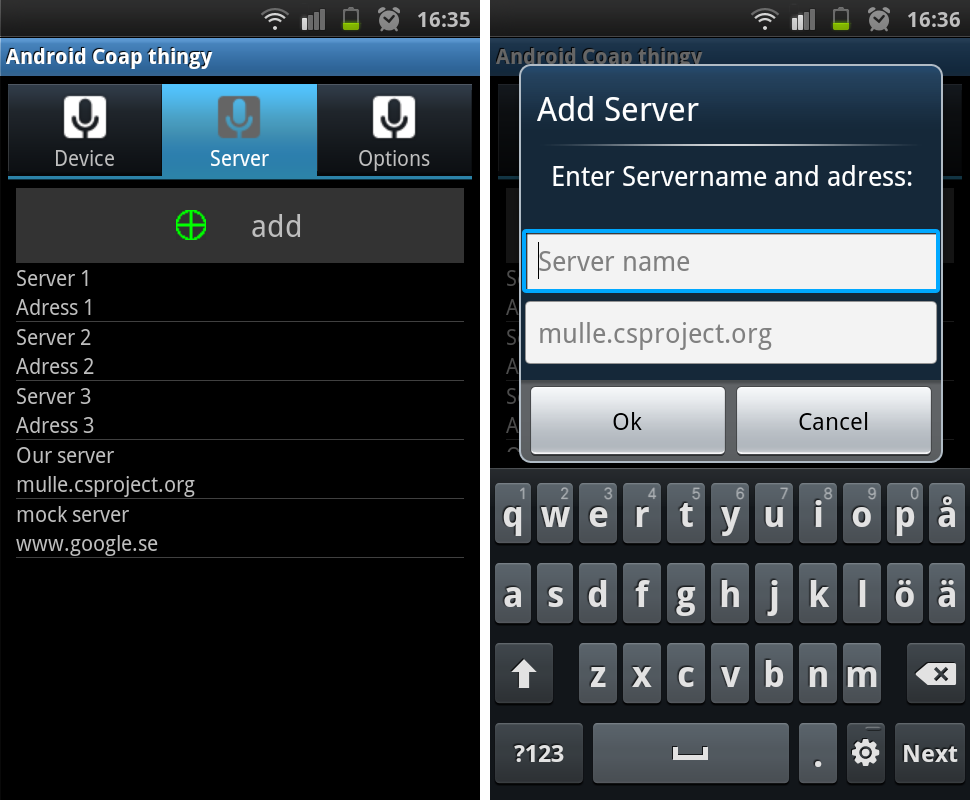 16:35
Android Coap thingy
Device Server Options
add
Server 1
Adress 1
Server 2
Adress 2
Server 3
Adress 3
Our server
mulle.csproject.org
mock server
www.google.se
16:36
Android Coap thingy
Add Server
Enter Servername and adress:
Server name
mulle.csproject.org
Ok Cancel
1 2 3 4 5 6 7 8 9 0
q w e r t y u i o p å
a s d f g h j k l ö ä
z x c v b n m
?123 . Next